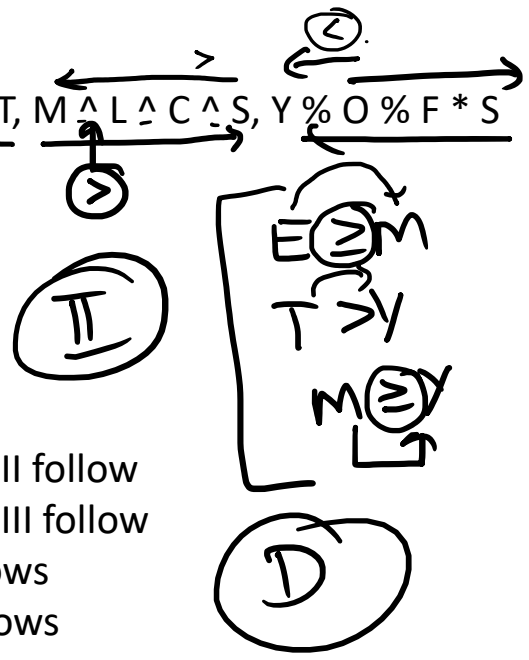 <
>
T, M ^ L ^ C ^ S, Y % O % F * S
>
E ≥ M
II
T > Y
M ≥ Y
II follow
III follow
ows
ows
D